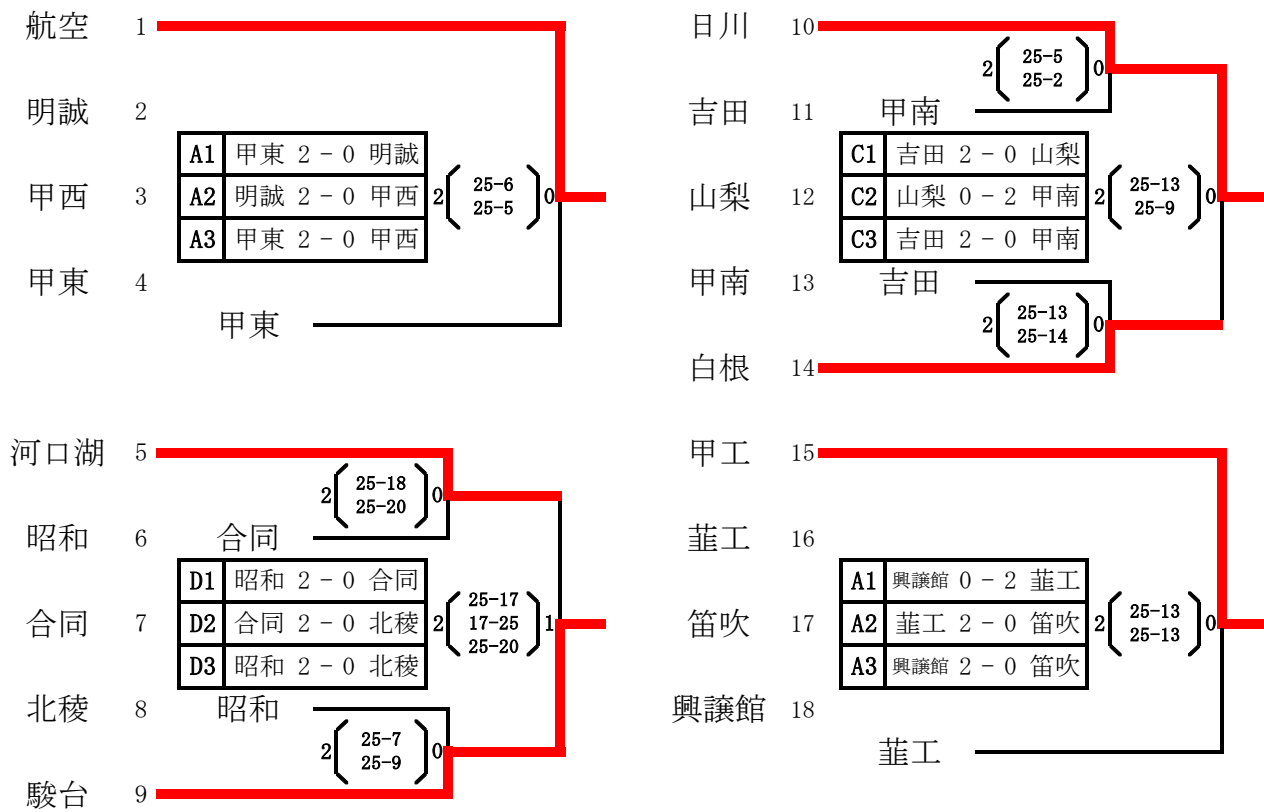 航空 1
明誠 2
A1 甲東 2 - 0 明誠
甲西 3 A2 明誠 2 - 0 甲西 2 ( 25-6 25-5 ) 0
A3 甲東 2 - 0 甲西
甲東 4
甲東
河口湖 5
2 ( 25-18 25-20 ) 0
昭和 6 合同
D1 昭和 2 - 0 合同
合同 7 D2 合同 2 - 0 北稜 2 ( 25-17 17-25 25-20 ) 1
D3 昭和 2 - 0 北稜
北稜 8 昭和
2 ( 25-7 25-9 ) 0
駿台 9
日川 10
2 ( 25-5 25-2 ) 0
吉田 11 甲南
C1 吉田 2 - 0 山梨
山梨 12 C2 山梨 0 - 2 甲南 2 ( 25-13 25-9 ) 0
C3 吉田 2 - 0 甲南
甲南 13 吉田
2 ( 25-13 25-14 ) 0
白根 14
甲工 15
韮工 16
A1 興譲館 0 - 2 韮工
笛吹 17 A2 韮工 2 - 0 笛吹 2 ( 25-13 25-13 ) 0
A3 興譲館 2 - 0 笛吹
興譲館 18
韮工